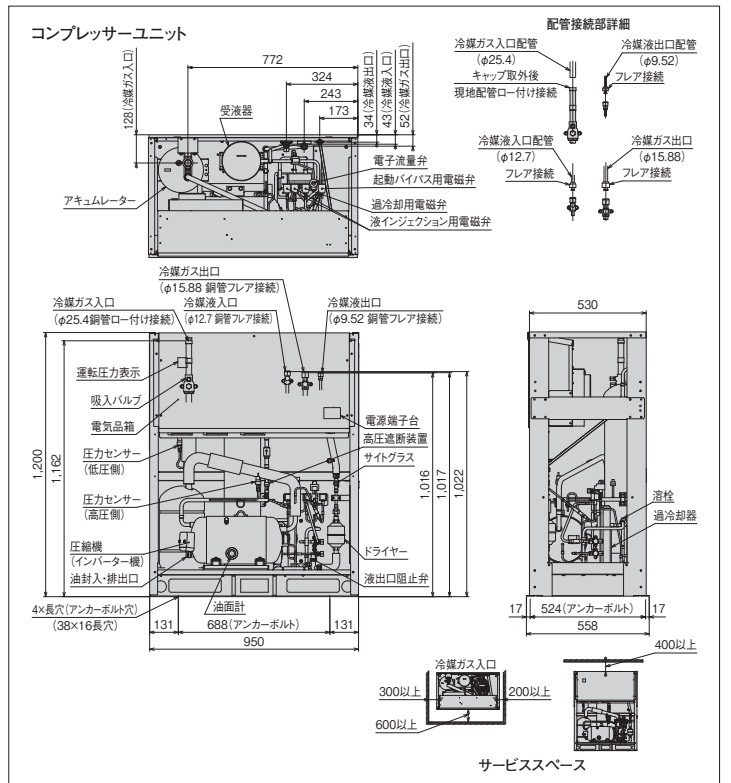 コンプレッサーユニット
772
324
243
173
128(冷媒ガス入口)
34(冷媒液出口)
43(冷媒液入口)
52(冷媒ガス出口)
受液器
アキュムレーター
電子流量弁
起動バイパス用電磁弁
過冷却用電磁弁
液インジェクション用電磁弁
配管接続部詳細
冷媒ガス入口配管
(φ25.4)
キャップ取外後
現地配管ロー付け接続
冷媒液出口配管
(φ9.52)
フレア接続
冷媒液入口配管
(φ12.7)
フレア接続
冷媒ガス出口
(φ15.88)
フレア接続
冷媒ガス出口
(φ15.88 銅管フレア接続)
冷媒ガス入口
(φ25.4銅管ロー付け接続)
冷媒液入口
(φ12.7 銅管フレア接続)
冷媒液出口
(φ9.52 銅管フレア接続)
運転圧力表示
吸入バルブ
電気品箱
圧力センサー
(低圧側)
圧力センサー
(高圧側)
圧縮機
(インバーター機)
油封入・排出口
4×長穴(アンカーボルト穴)
(38×16長穴)
油面計
電源端子台
高圧遮断装置
サイトグラス
ドライヤー
液出口阻止弁
1,200
1,162
1,016
1,017
1,022
131
688(アンカーボルト)
131
950
530
溶栓
過冷却器
17
524(アンカーボルト)
17
558
冷媒ガス入口
300以上
200以上
600以上
400以上
サービススペース